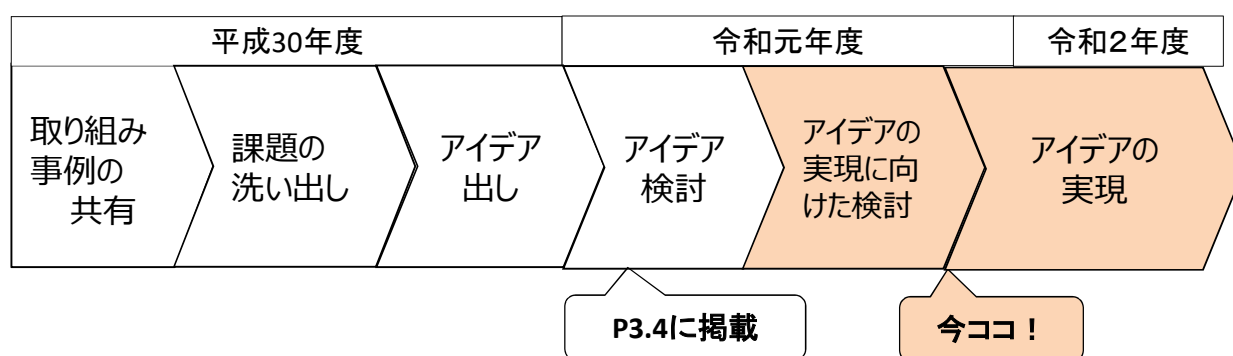 平成30年度
令和元年度
令和2年度
取り組み
事例の
共有
課題の
洗い出し
アイデア
出し
アイデア
検討
アイデアの
実現に向
けた検討
アイデアの
実現
P3.4に掲載
今ココ！